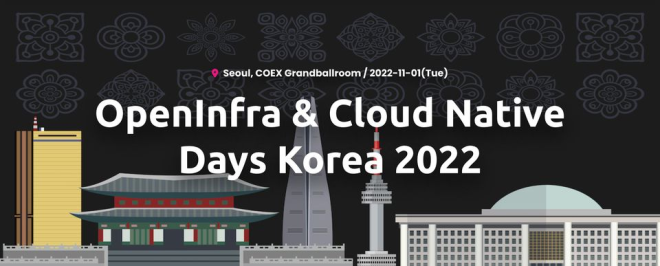 Seoul, COEX Grandballroom / 2022-11-01(Tue)
OpenInfra & Cloud Native
Days Korea 2022